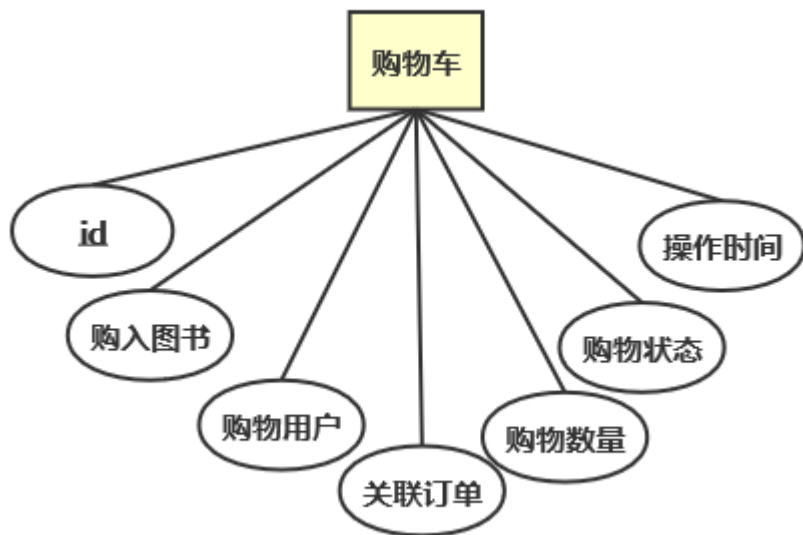 购物车
id
购入图书
购物用户
关联订单
购物数量
购物状态
操作时间